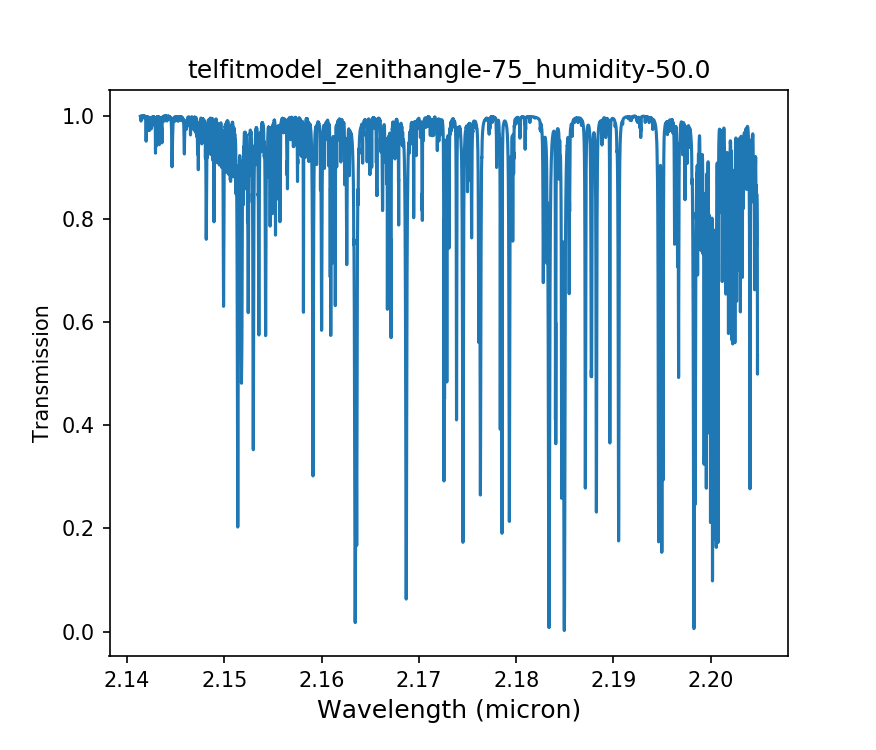 telfitmodel_zenithangle-75_humidity-50.0
1.0
0.8
0.6
0.4
0.2
0.0
Transmission
2.14 2.15 2.16 2.17 2.18 2.19 2.20
Wavelength (micron)